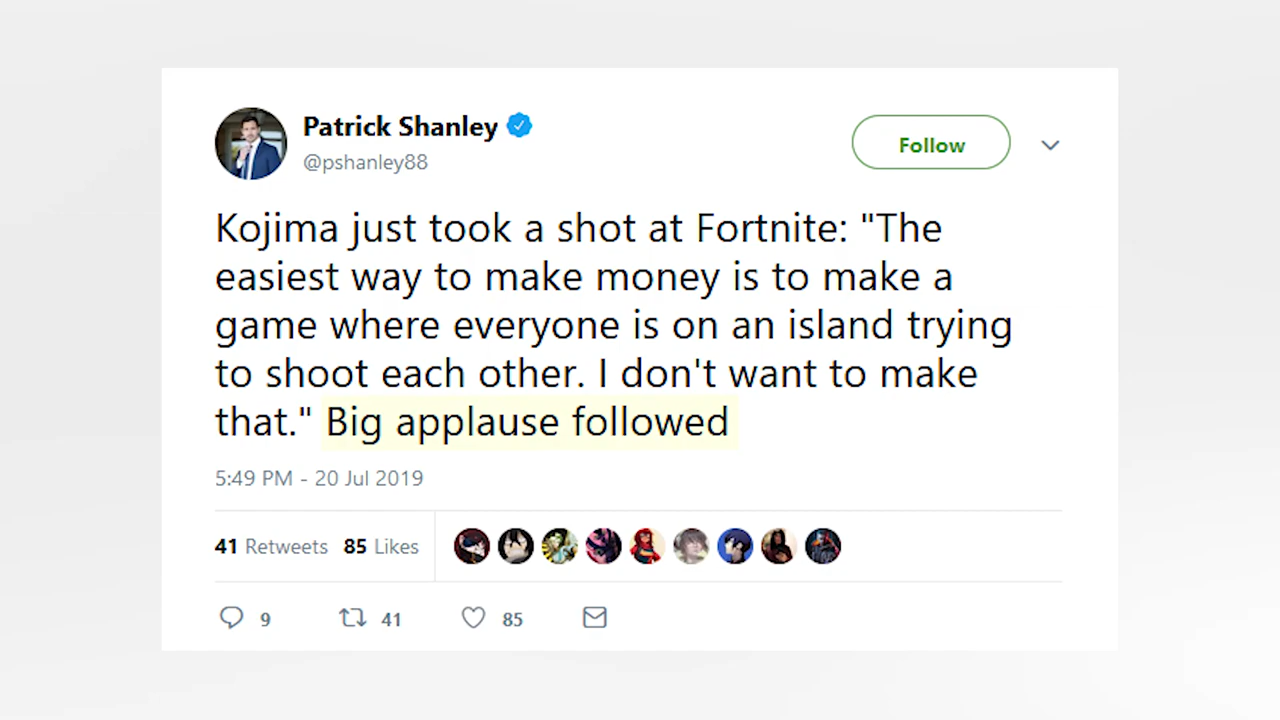 Patrick Shanley
@pshanley88
Follow
Kojima just took a shot at Fortnite: "The
easiest way to make money is to make a
game where everyone is on an island trying
to shoot each other. I don't want to make
that." Big applause followed
5:49 PM - 20 Jul 2019
41 Retweets 85 Likes
9 41 85